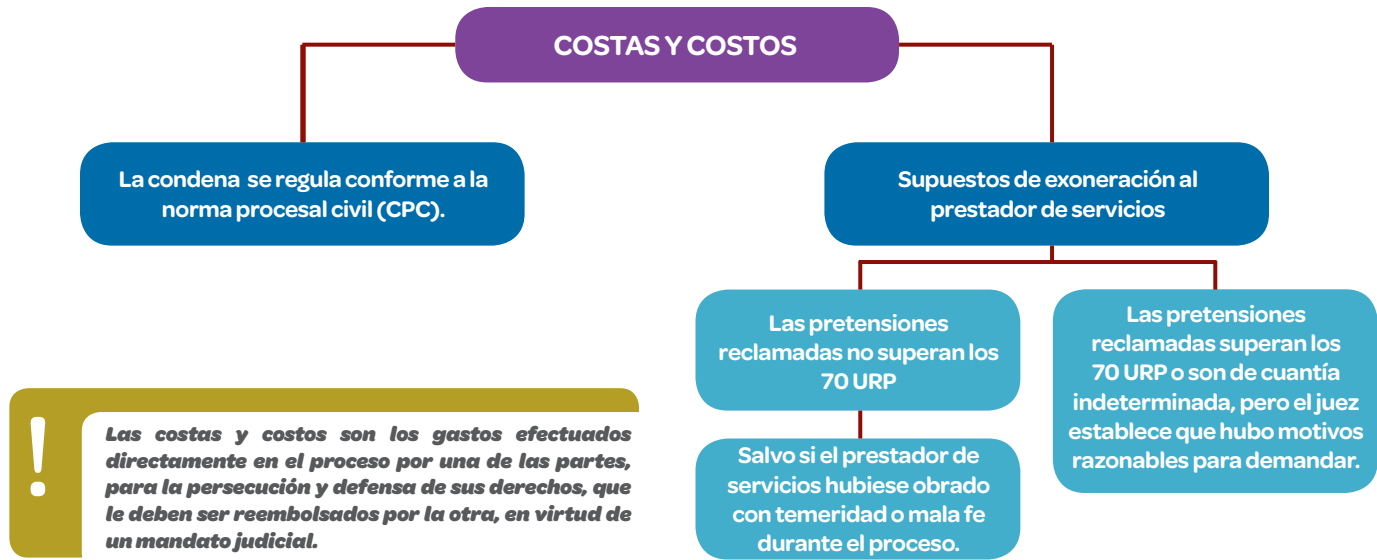 COSTAS Y COSTOS
La condena se regula conforme a la
norma procesal civil (CPC).
Supuestos de exoneración al
prestador de servicios
Las pretensiones
reclamadas no superan los
70 URP
Salvo si el prestador de
servicios hubiese obrado
con temeridad o mala fe
durante el proceso.
Las pretensiones
reclamadas superan los
70 URP o son de cuantía
indeterminada, pero el juez
establece que hubo motivos
razonables para demandar.
!
Las costas y costos son los gastos efectuados
directamente en el proceso por una de las partes,
para la persecución y defensa de sus derechos, que
le deben ser reembolsados por la otra, en virtud de
un mandato judicial.